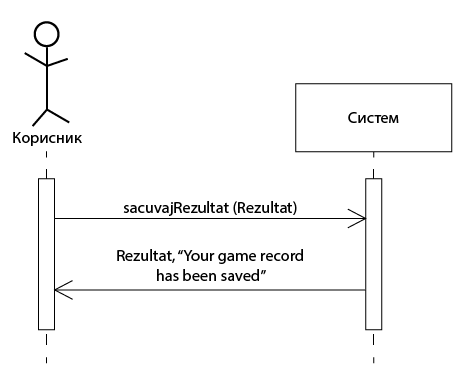 Корисник
Систем
sacuvajRezultat (Rezultat)
Rezultat, “Your game record
has been saved”